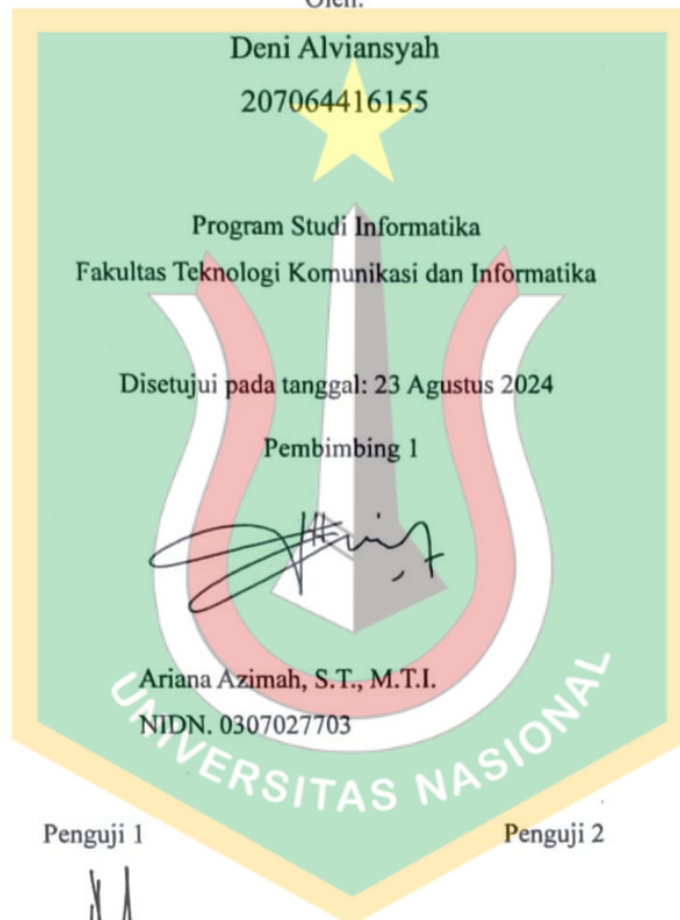 Oleh:
Deni Alviansyah
207064416155
Program Studi Informatika
Fakultas Teknologi Komunikasi dan Informatika
Disetujui pada tanggal: 23 Agustus 2024
Pembimbing 1
Ariana Azimah, S.T., M.T.I.
NIDN. 0307027703
UNIVERSITAS NASIONAL
Penguji 1 Penguji 2